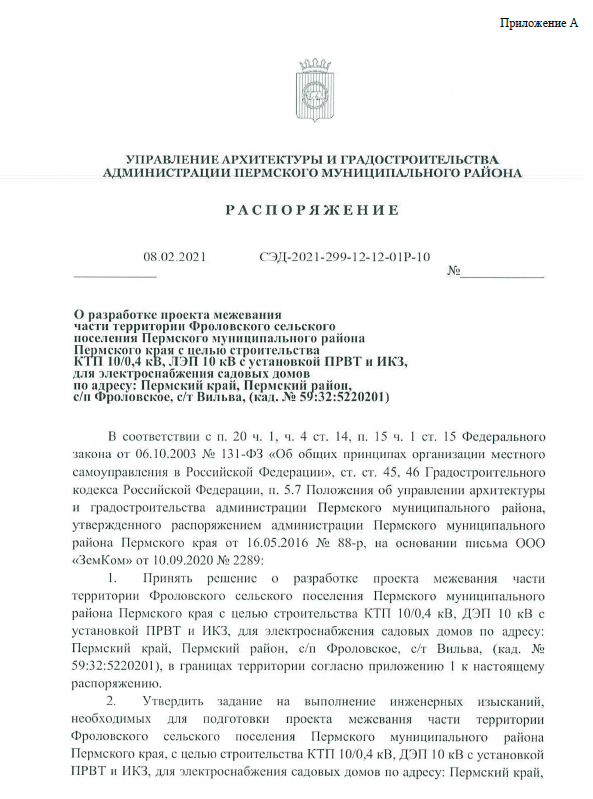 Приложение А
УПРАВЛЕНИЕ АРХИТЕКТУРЫ И ГРАДОСТРОИТЕЛЬСТВА
АДМИНИСТРАЦИИ ПЕРМСКОГО МУНИЦИПАЛЬНОГО РАЙОНА
РАСПОРЯЖЕНИЕ
08.02.2021 СЭД-2021-299-12-12-01Р-10
____________ №____________
О разработке проекта межевания
части территории Фроловского сельского
поселения Пермского муниципального района
Пермского края с целью строительства
КТП 10/0,4 кВ, ЛЭП 10 кВ с установкой ПРВТ и ИКЗ,
для электроснабжения садовых домов
по адресу: Пермский край, Пермский район,
с/п Фроловское, с/т Вильва, (кад. № 59:32:5220201)
В соответствии с п. 20 ч. 1, ч. 4 ст. 14, п. 15 ч. 1 ст. 15 Федерального
закона от 06.10.2003 № 131-ФЗ «Об общих принципах организации местного
самоуправления в Российской Федерации», ст. ст. 45, 46 Градостроительного
кодекса Российской Федерации, п. 5.7 Положения об управлении архитектуры
и градостроительства администрации Пермского муниципального района,
утвержденного распоряжением администрации Пермского муниципального
района Пермского края от 16.05.2016 № 88-р, на основании письма ООО
«ЗемКом» от 10.09.2020 № 2289:
1. Принять решение о разработке проекта межевания части
территории Фроловского сельского поселения Пермского муниципального
района Пермского края с целью строительства КТП 10/0,4 кВ, ДЭП 10 кВ с
установкой ПРВТ и ИКЗ, для электроснабжения садовых домов по адресу:
Пермский край, Пермский район, с/п Фроловское, с/т Вильва, (кад. №
59:32:5220201), в границах территории согласно приложению 1 к настоящему
распоряжению.
2. Утвердить задание на выполнение инженерных изысканий,
необходимых для подготовки проекта межевания части территории
Фроловского сельского поселения Пермского муниципального района
Пермского края, с целью строительства КТП 10/0,4 кВ, ДЭП 10 кВ с установкой
ПРВТ и ИКЗ, для электроснабжения садовых домов по адресу: Пермский край,